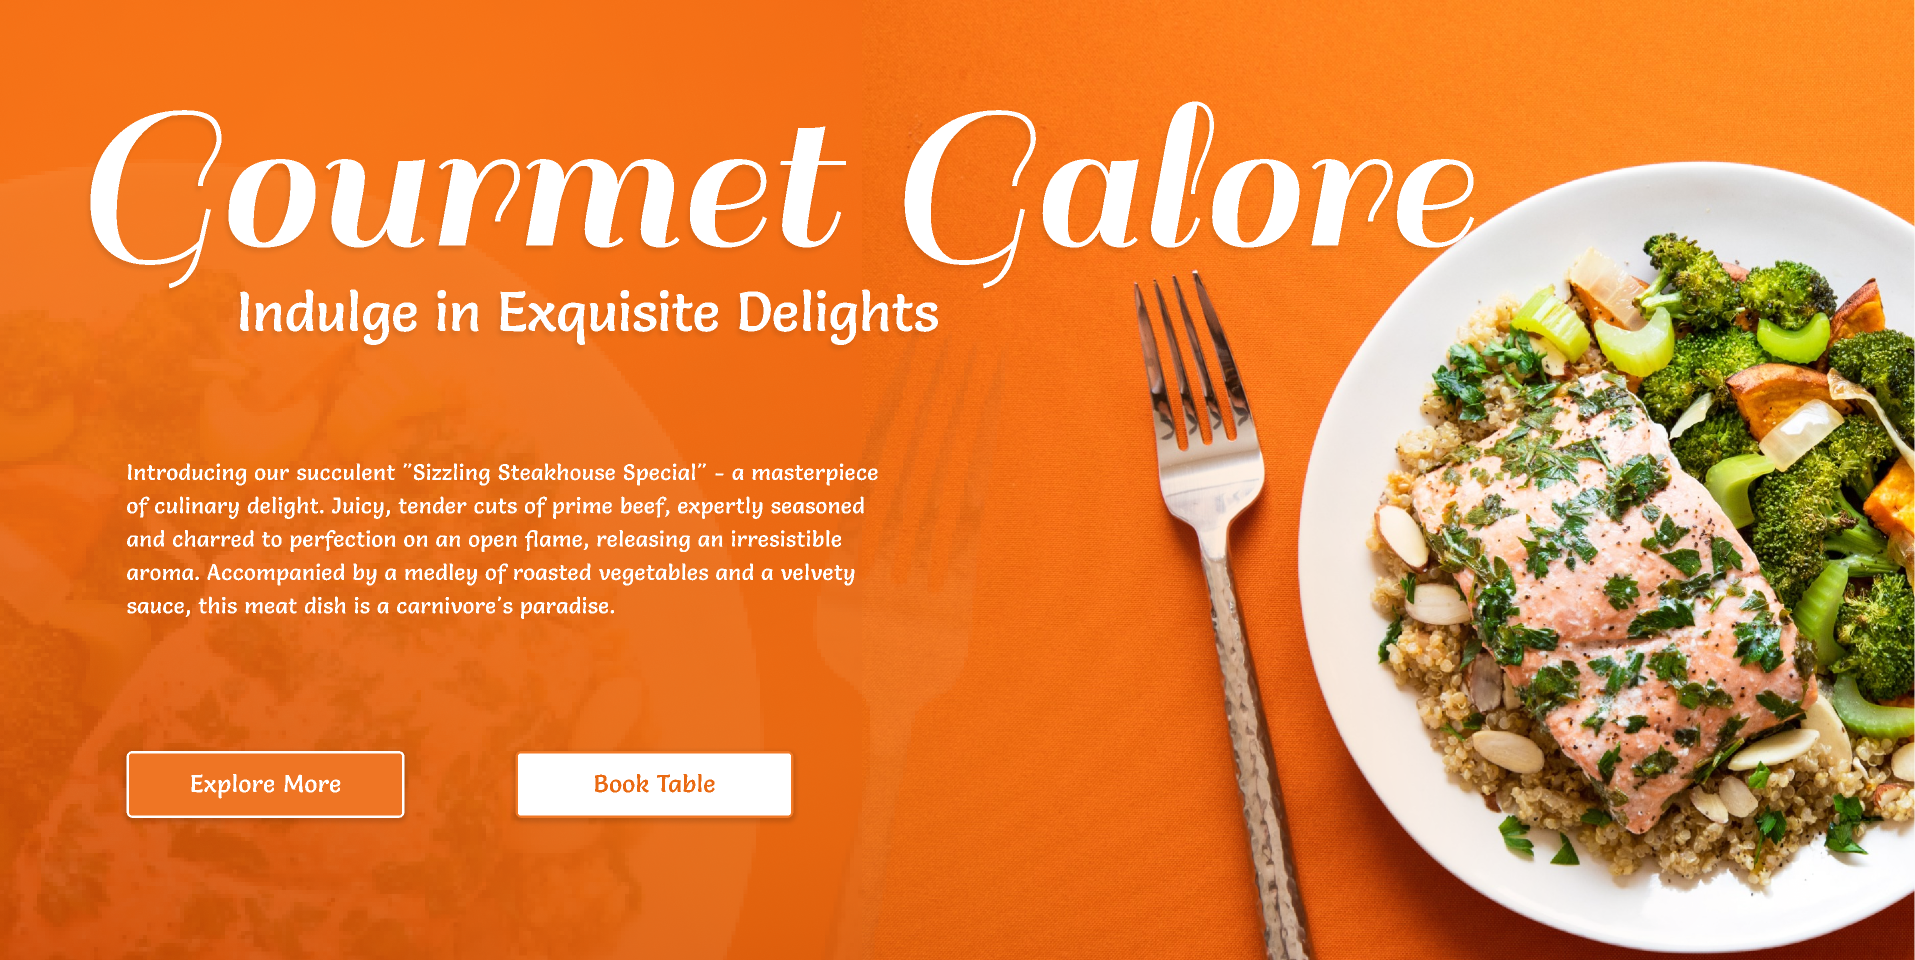 Gourmet Galore
Indulge in Exquisite Delights
Introducing our succulent "Sizzling Steakhouse Special" - a masterpiece
of culinary delight. Juicy, tender cuts of prime beef, expertly seasoned
and charred to perfection on an open flame, releasing an irresistible
aroma. Accompanied by a medley of roasted vegetables and a velvety
sauce, this meat dish is a carnivore's paradise.
Explore More
Book Table